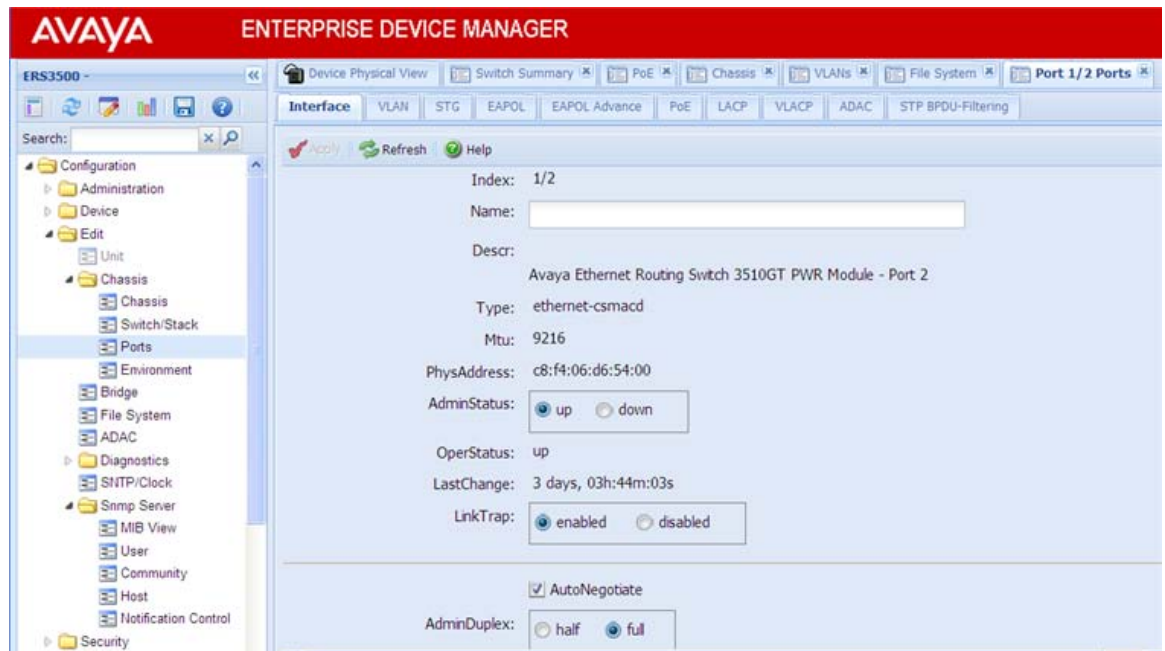 AVAYA
ENTERPRISE DEVICE MANAGER
ERS3500 -
Search:
Configuration
Administration
Device
Edit
Unit
Chassis
Chassis
Switch/Stack
Ports
Environment
Bridge
File System
ADAC
Diagnostics
SNTP/Clock
Snmp Server
MIB View
User
Community
Host
Notification Control
Security
Device Physical View
Switch Summary
PoE
Chassis
VLANs
File System
Port 1/2 Ports
Interface
VLAN
STG
EAPOL
EAPOL Advance
PoE
LACP
VLACP
ADAC
STP BPDU-Filtering
Apply
Refresh
Help
Index: 1/2
Name:
Descr:
Avaya Ethernet Routing Switch 3510GT PWR Module - Port 2
Type: ethernet-csmacd
Mtu: 9216
PhysAddress: c8:f4:06:d6:54:00
AdminStatus: up down
OperStatus: up
LastChange: 3 days, 03h:44m:03s
LinkTrap: enabled disabled
AutoNegotiate
AdminDuplex: half full